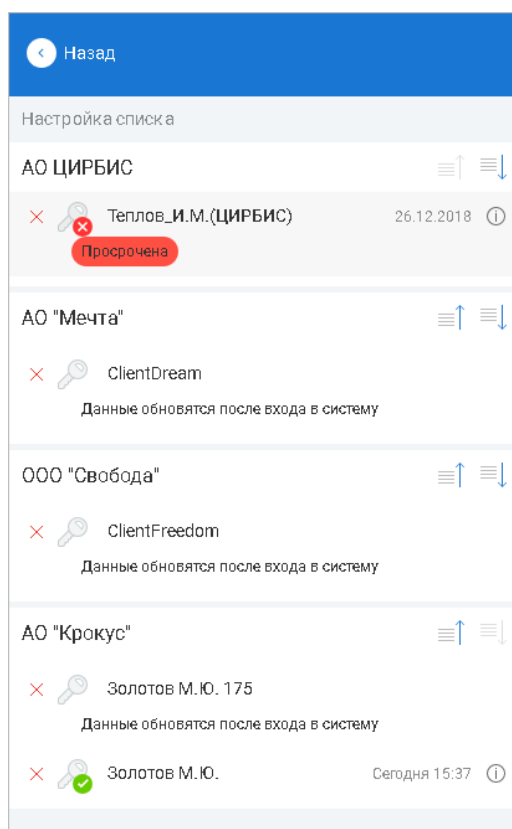 Назад
Настройка списка
АО ЦИРБИС
Теплов_И.М.(ЦИРБИС) 26.12.2018
Просрочена
АО "Мечта"
ClientDream
Данные обновятся после входа в систему
ООО "Свобода"
ClientFreedom
Данные обновятся после входа в систему
АО "Крокус"
Золотов М.Ю. 175
Данные обновятся после входа в систему
Золотов М.Ю. Сегодня 15:37